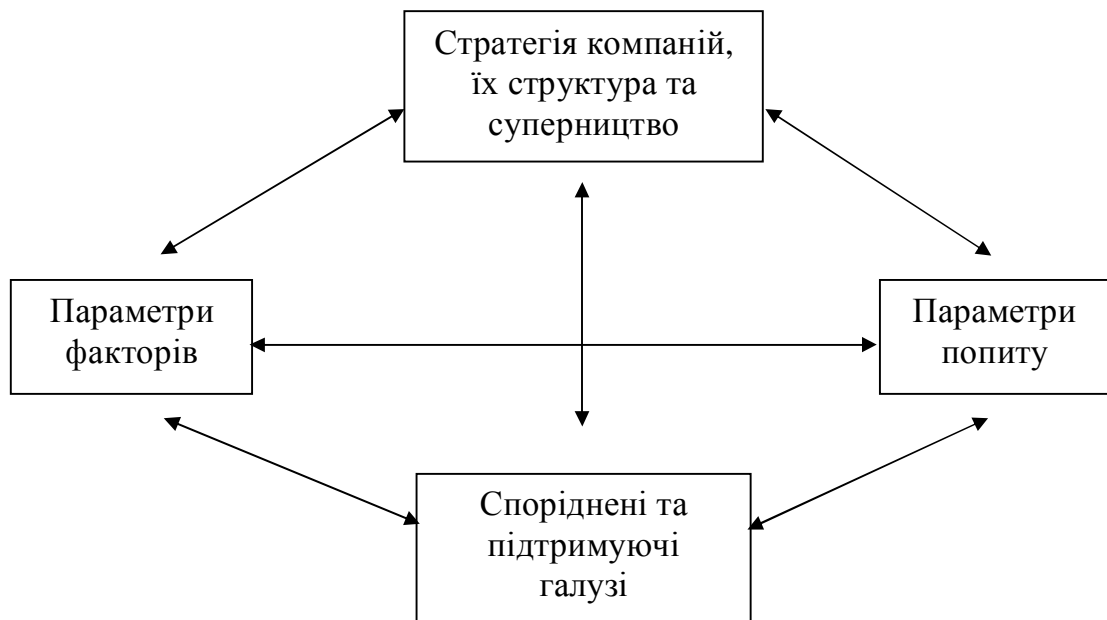 Стратегія компаній,
їх структура та
суперництво
Параметри
факторів
Параметри
попиту
Споріднені та
підтримуючі
галузі